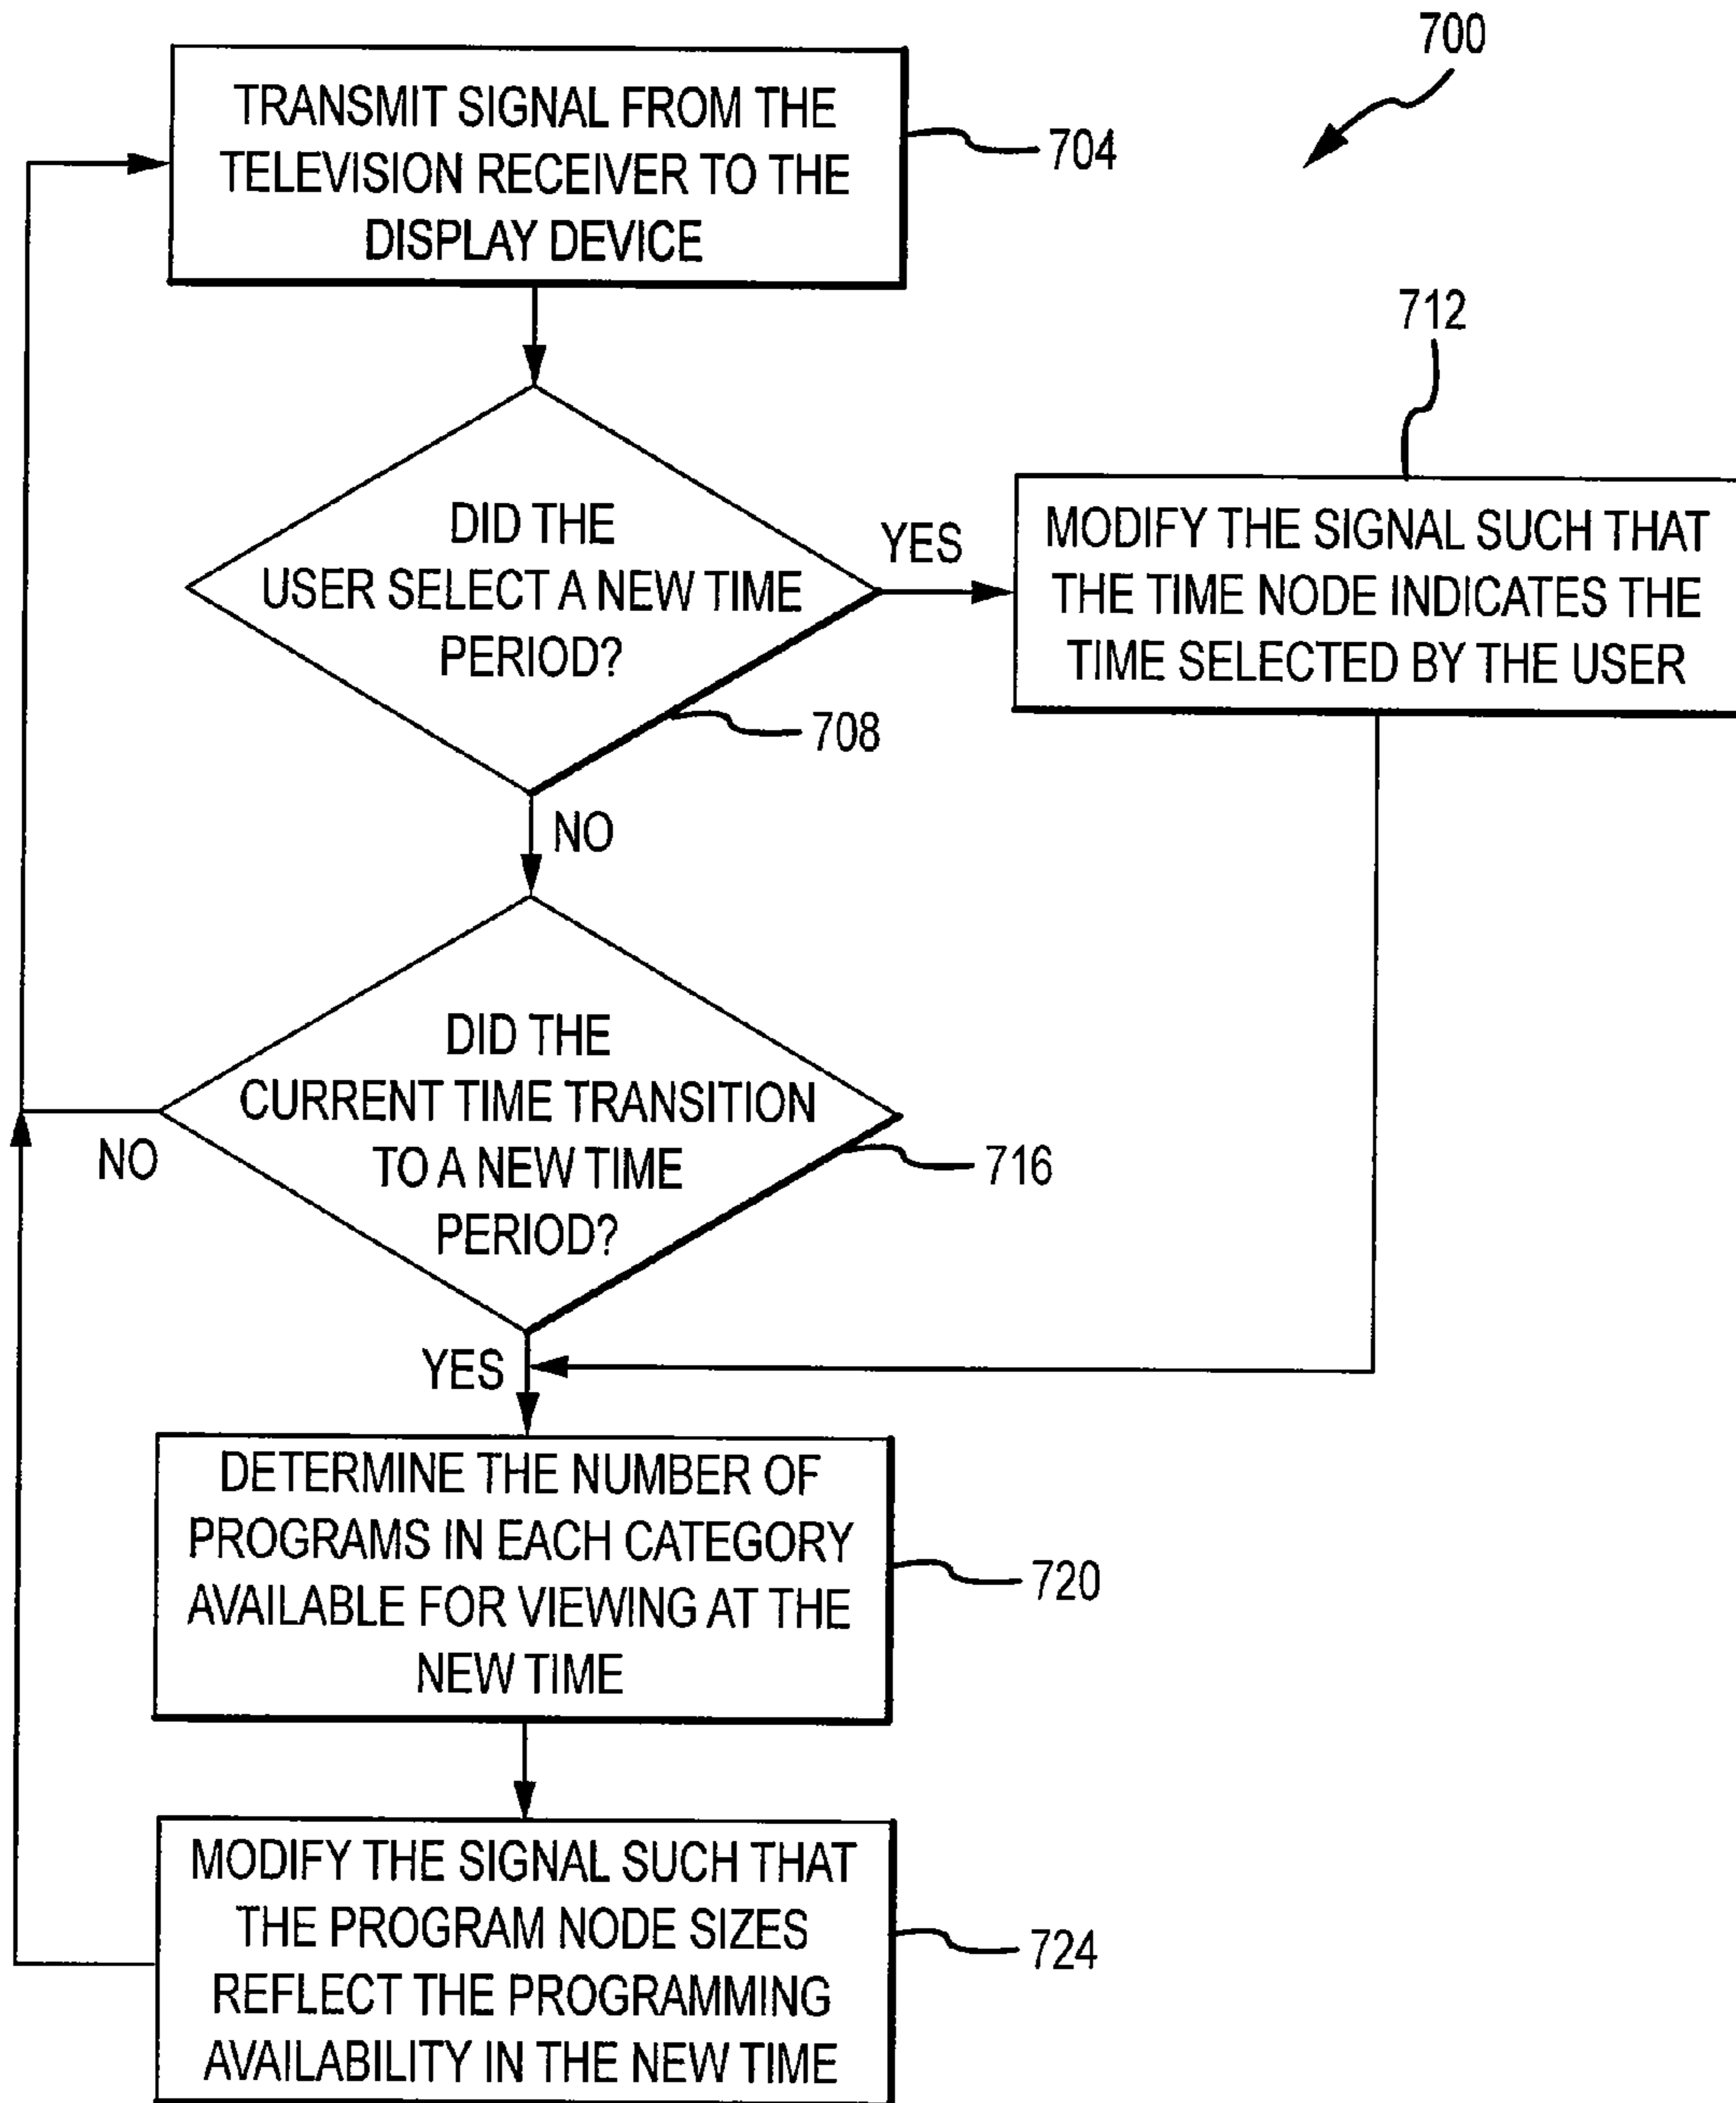 700
TRANSMIT SIGNAL FROM THE
TELEVISION RECEIVER TO THE
DISPLAY DEVICE
704
712
DID THE
USER SELECT A NEW TIME
PERIOD?
YES
MODIFY THE SIGNAL SUCH THAT
THE TIME NODE INDICATES THE
TIME SELECTED BY THE USER
708
NO
DID THE
CURRENT TIME TRANSITION
TO A NEW TIME
PERIOD?
NO
716
YES
DETERMINE THE NUMBER OF
PROGRAMS IN EACH CATEGORY
AVAILABLE FOR VIEWING AT THE
NEW TIME
720
MODIFY THE SIGNAL SUCH THAT
THE PROGRAM NODE SIZES
REFLECT THE PROGRAMMING
AVAILABILITY IN THE NEW TIME
724